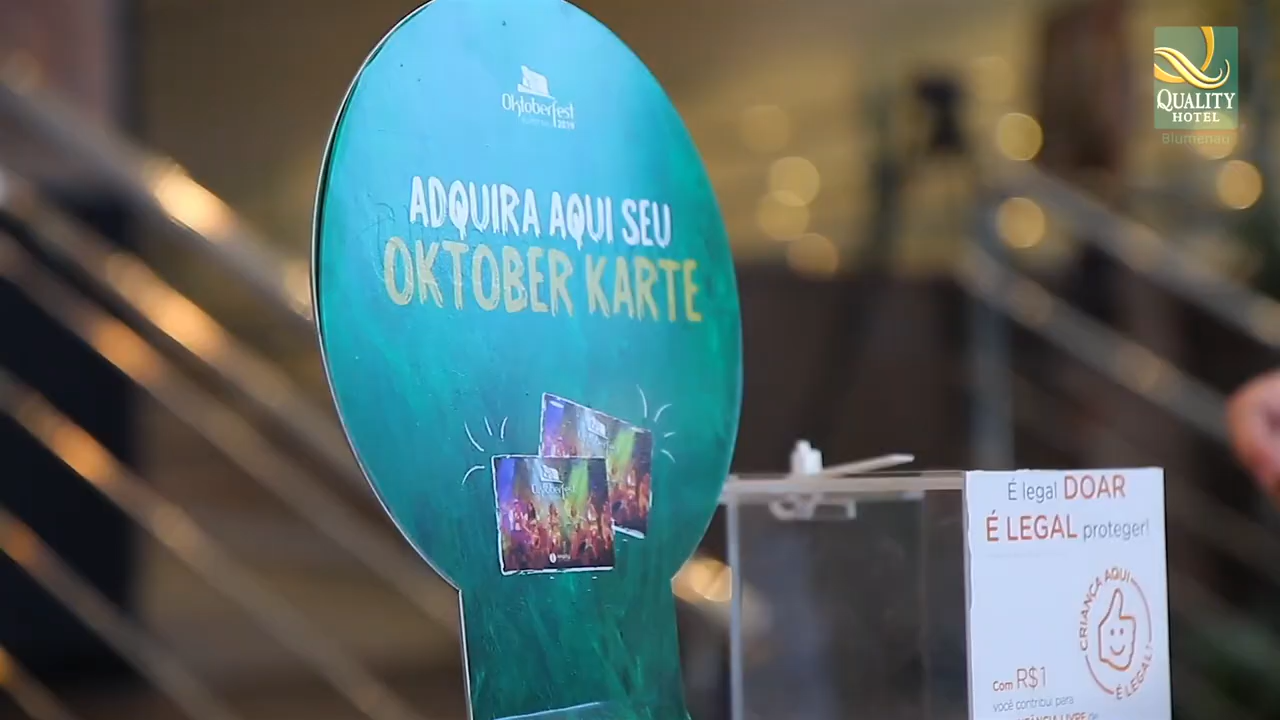 QUALITY
HOTEL
Blumenau
Oktoberfest
2019
ADQUIRA AQUI SEU
OKTOBER KARTE
Oktoberfest
É legal DOAR
É LEGAL proteger!
CRIANÇA AQUI
É LEGAL!
Com R$1
você contribui para